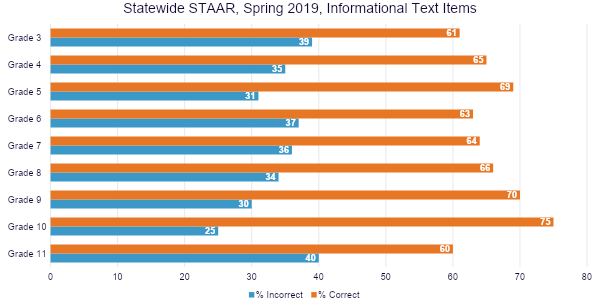 Statewide STAAR, Spring 2019, Informational Text Items
Grade 3
61
39
Grade 4
65
35
Grade 5
69
31
Grade 6
63
37
Grade 7
64
36
Grade 8
66
34
Grade 9
70
30
Grade 10
75
25
Grade 11
60
40
0 10 20 30 40 50 60 70 80
% Incorrect % Correct